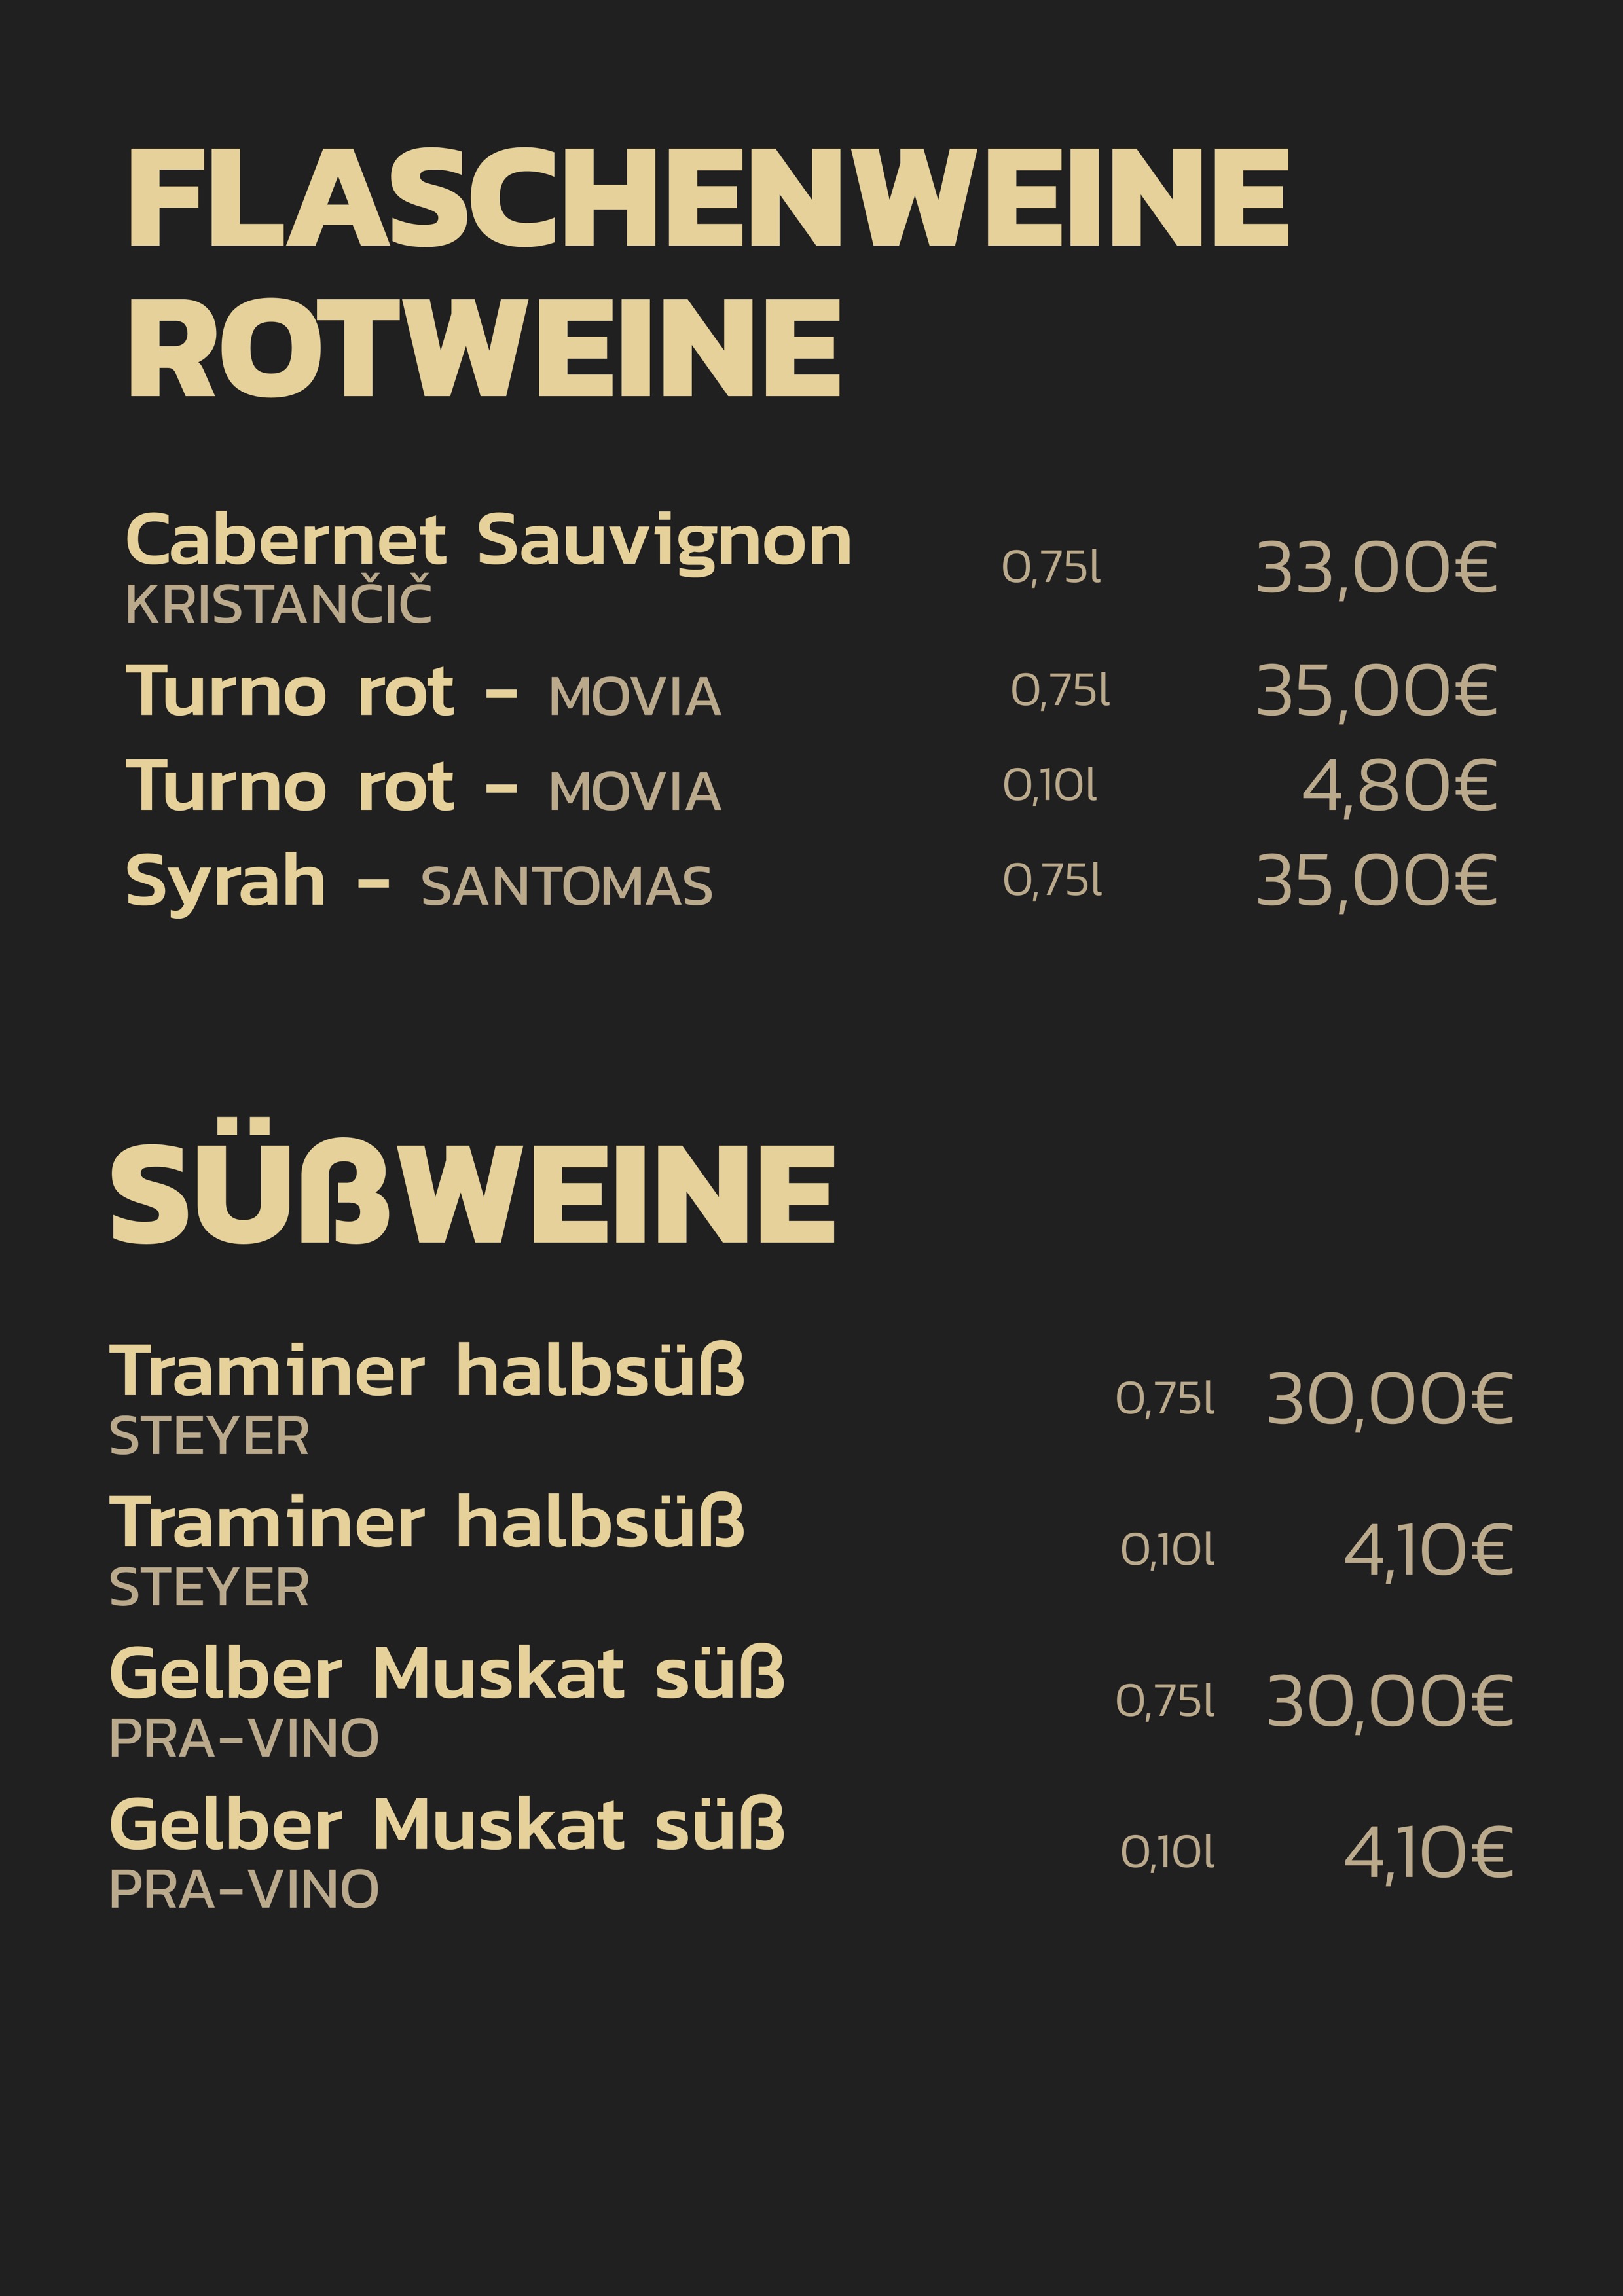 FLASCHENWEINE
ROTWEINE
Cabernet Sauvignon 0,75l 33,00€
KRISTANČIČ
Turno rot - MOVIA 0,75l 35,00€
Turno rot - MOVIA 0,10l 4,80€
Syrah - SANTOMAS 0,75l 35,00€
SÜßWEINE
Traminer halbsüß 0,75l 30,00€
STEYER
Traminer halbsüß 0,10l 4,10€
STEYER
Gelber Muskat süß 0,75l 30,00€
PRA-VINO
Gelber Muskat süß 0,10l 4,10€
PRA-VINO